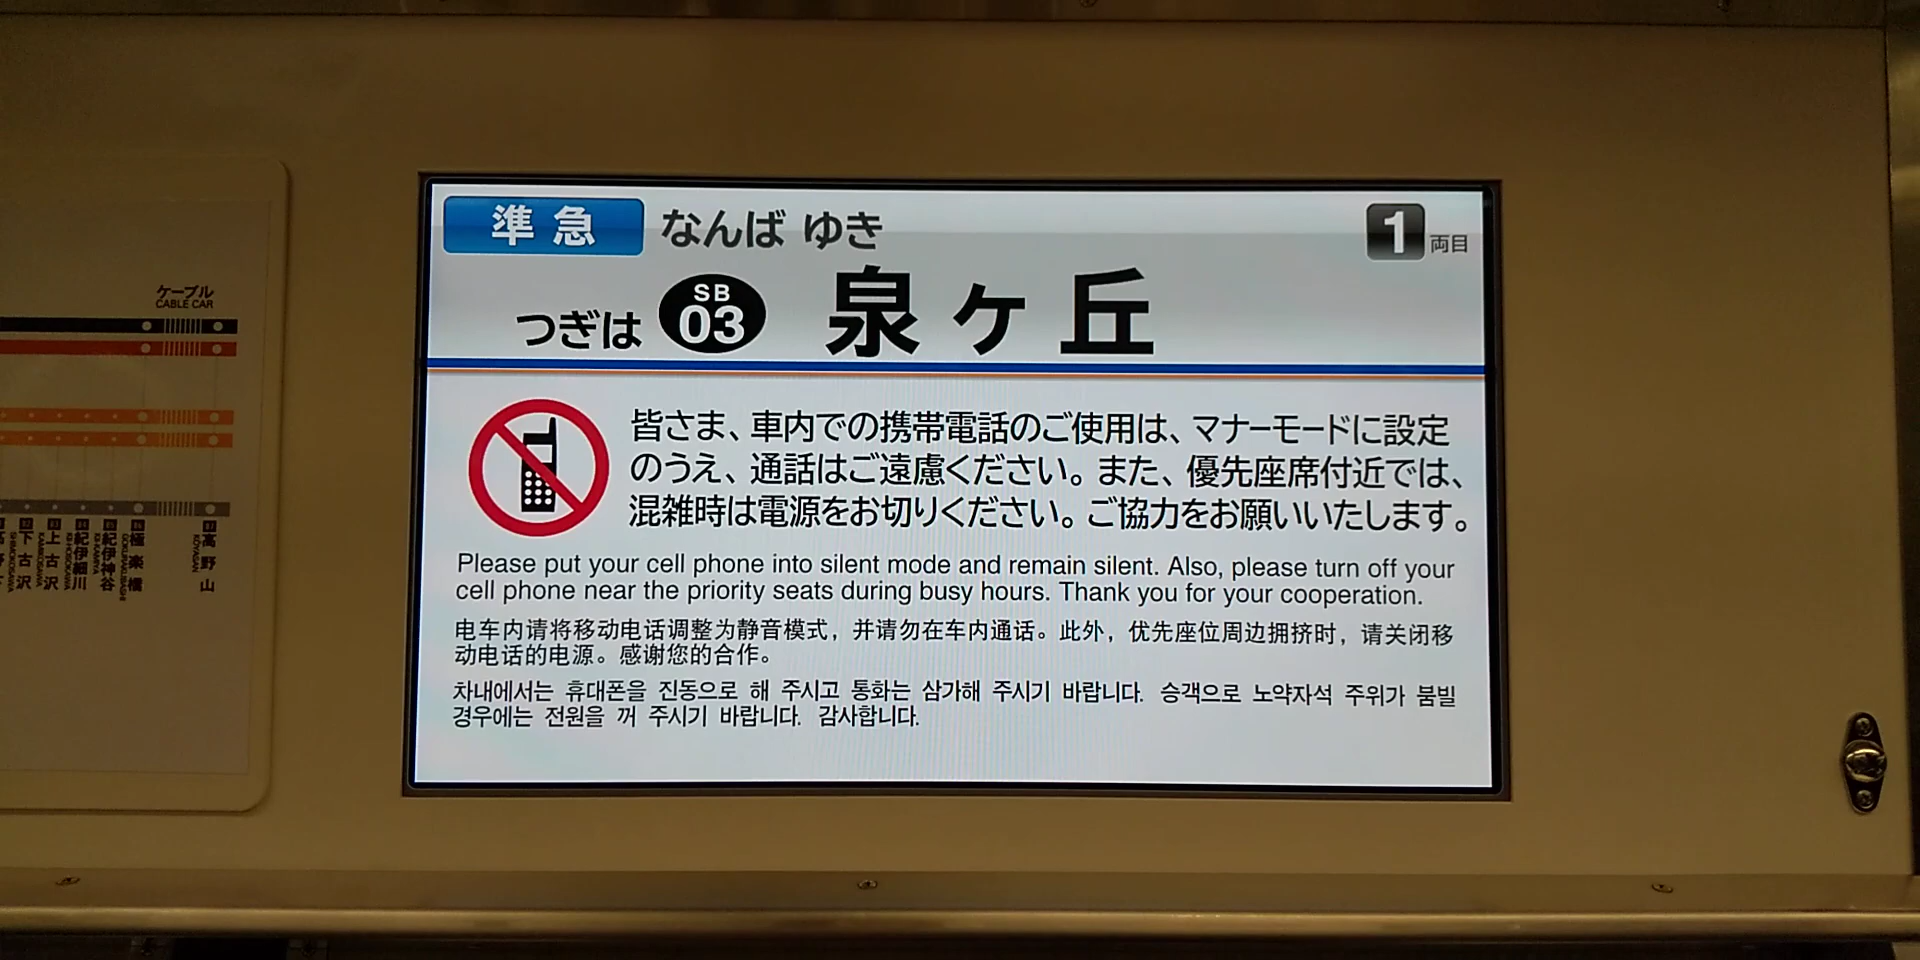 準急 なんば ゆき
1 両目
つぎは SB 03 泉ヶ丘
皆さま、車内での携帯電話のご使用は、マナーモードに設定
のうえ、通話はご遠慮ください。また、優先座席付近では、
混雑時は電源をお切りください。ご協力をお願いいたします。
Please put your cell phone into silent mode and remain silent. Also, please turn off your
cell phone near the priority seats during busy hours. Thank you for your cooperation.
电车内请将移动电话调整为静音模式，并请勿在车内通话。此外，优先座位周边拥挤时，请关闭移
动电话的电源。感谢您的合作。
차내에서는 휴대폰을 진동으로 해 주시고 통화는 삼가해 주시기 바랍니다. 승객으로 노약자석 주위가 붐빌
경우에는 전원을 꺼 주시기 바랍니다. 감사합니다.
ケーブル
CABLE CAR
下古沢
SHIMOKOSAWA
上古沢
KAMIKOSAWA
紀伊細川
KII-HOSOKAWA
紀伊神谷
KII-KAMIYA
極楽橋
GOKURAKUBASHI
高野山
KOYASAN